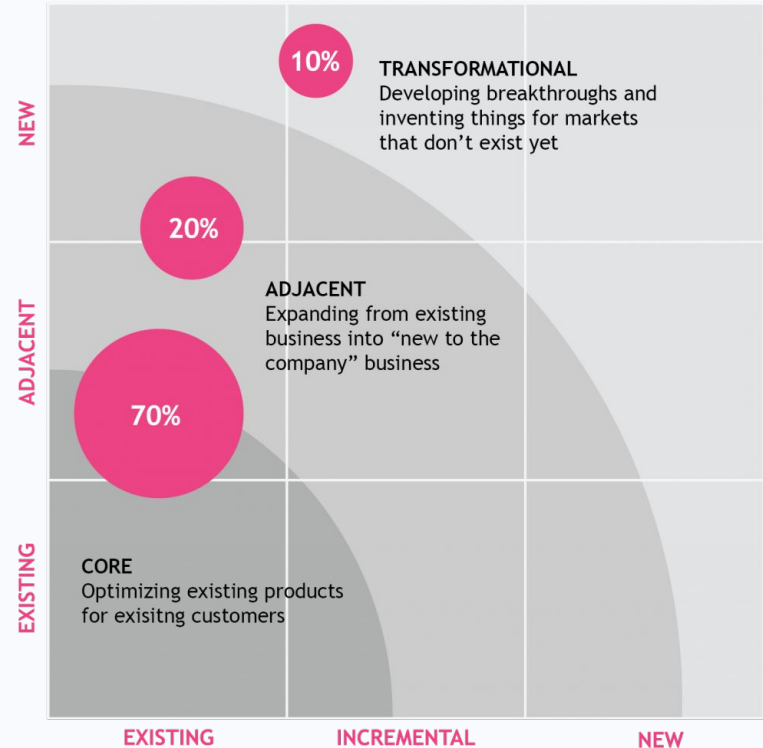 10%
TRANSFORMATIONAL
Developing breakthroughs and
inventing things for markets
that don’t exist yet
NEW
20%
ADJACENT
Expanding from existing
business into “new to the
company” business
ADJACENT
70%
CORE
Optimizing existing products
for exisitng customers
EXISTING
EXISTING
INCREMENTAL
NEW